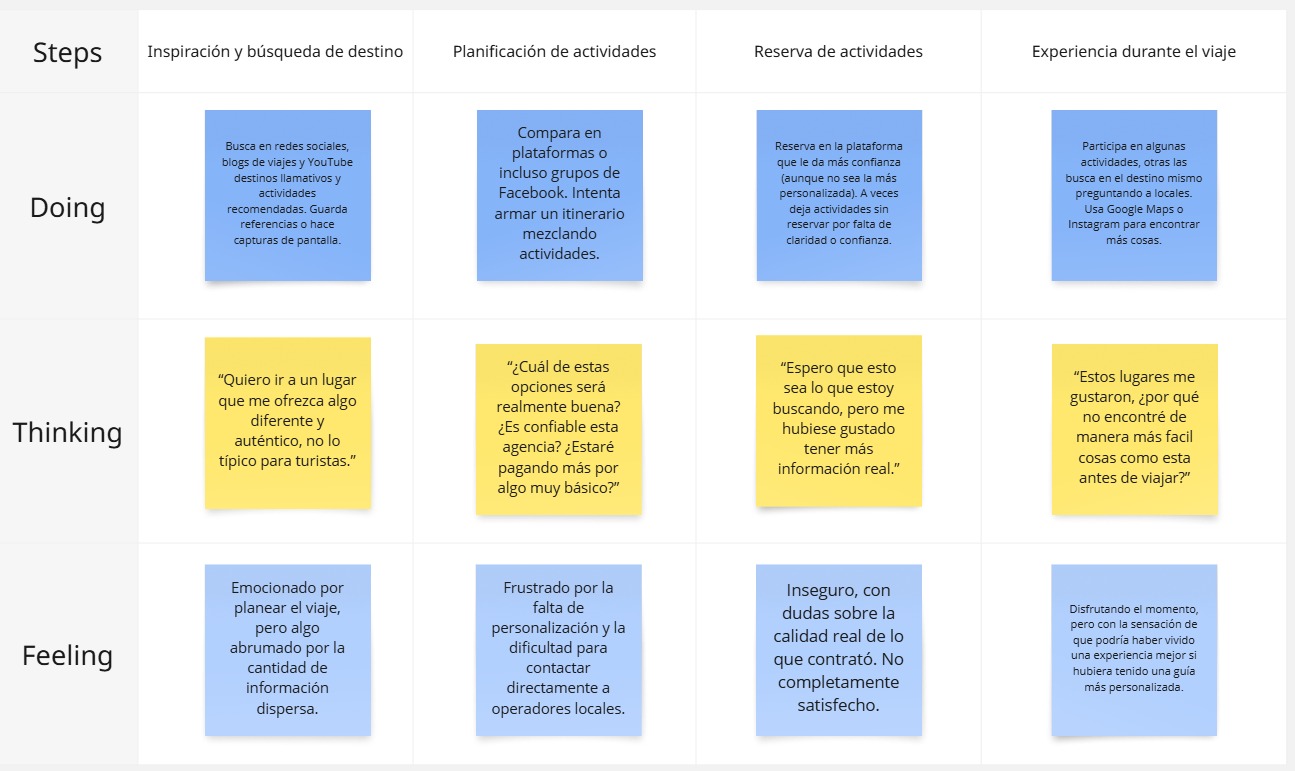 Steps
Inspiración y búsqueda de destino
Planificación de actividades
Reserva de actividades
Experiencia durante el viaje
Doing
Busca en redes sociales,
blogs de viajes y YouTube
destinos llamativos y
actividades
recomendadas. Guarda
referencias o hace
capturas de pantalla.
Compara en
plataformas o
incluso grupos de
Facebook. Intenta
armar un itinerario
mezclando
actividades.
Reserva en la plataforma
que le da más confianza
(aunque no sea la más
personalizada). A veces
deja actividades sin
reservar por falta de
claridad o confianza.
Participa en algunas
actividades, otras las
busca en el destino mismo
preguntando a locales.
Usa Google Maps o
Instagram para encontrar
más cosas.
Thinking
“Quiero ir a un lugar
que me ofrezca algo
diferente y
auténtico, no lo
típico para turistas.”
“¿Cuál de estas
opciones será
realmente buena?
¿Es confiable esta
agencia? ¿Estaré
pagando más por
algo muy básico?”
“Espero que esto
sea lo que estoy
buscando, pero me
hubiese gustado
tener más
información real.”
“Estos lugares me
gustaron, ¿por qué
no encontré de
manera más facil
cosas como esta
antes de viajar?”
Feeling
Emocionado por
planear el viaje,
pero algo
abrumado por la
cantidad de
información
dispersa.
Frustrado por la
falta de
personalización y la
dificultad para
contactar
directamente a
operadores locales.
Inseguro, con
dudas sobre la
calidad real de lo
que contrató. No
completamente
satisfecho.
Disfrutando el momento,
pero con la sensación de
que podría haber vivido
una experiencia mejor si
hubiera tenido una guía
más personalizada.